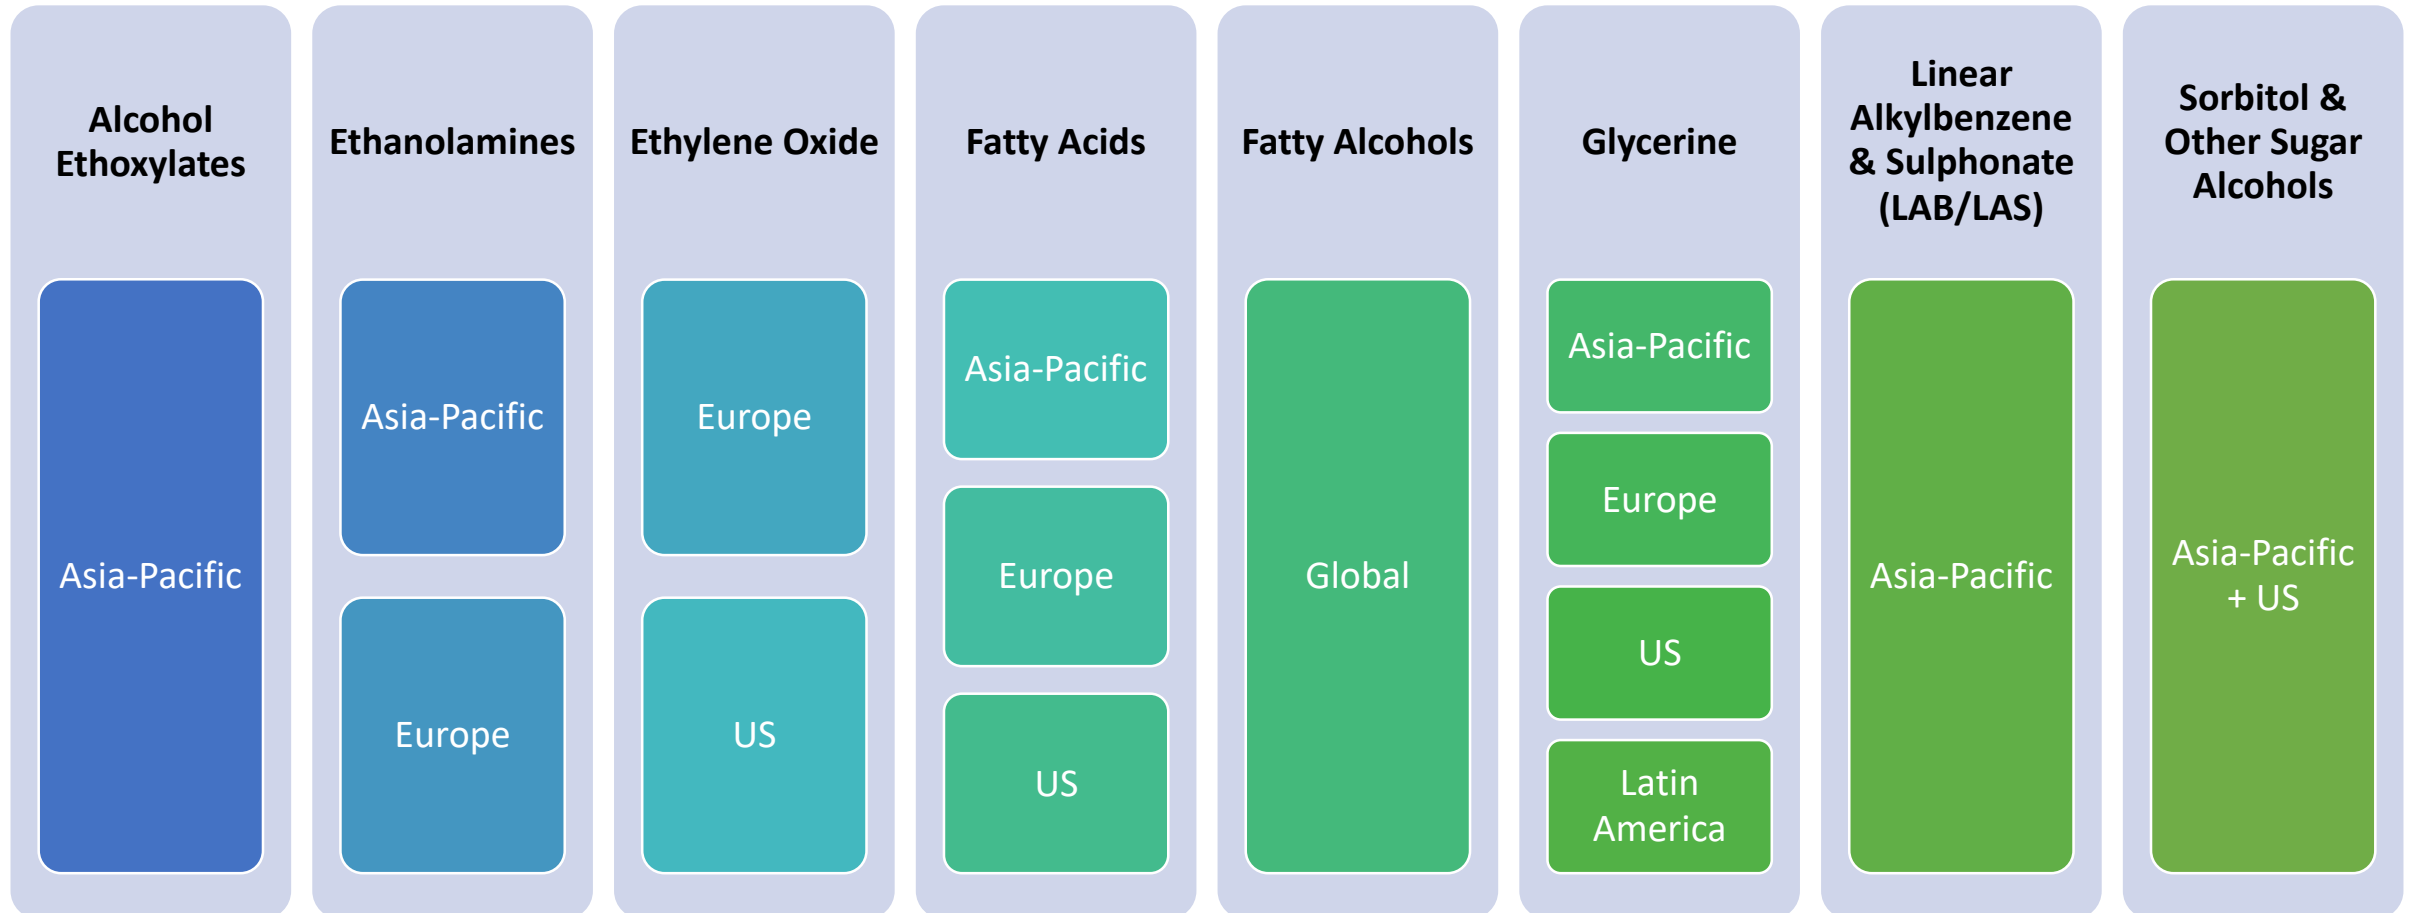 Alcohol
Ethoxylates
Asia-Pacific
Ethanolamines
Asia-Pacific
Europe
Ethylene Oxide
Europe
US
Fatty Acids
Asia-Pacific
Europe
US
Fatty Alcohols
Global
Glycerine
Asia-Pacific
Europe
US
Latin
America
Linear
Alkylbenzene
& Sulphonate
(LAB/LAS)
Asia-Pacific
Sorbitol &
Other Sugar
Alcohols
Asia-Pacific
+ US